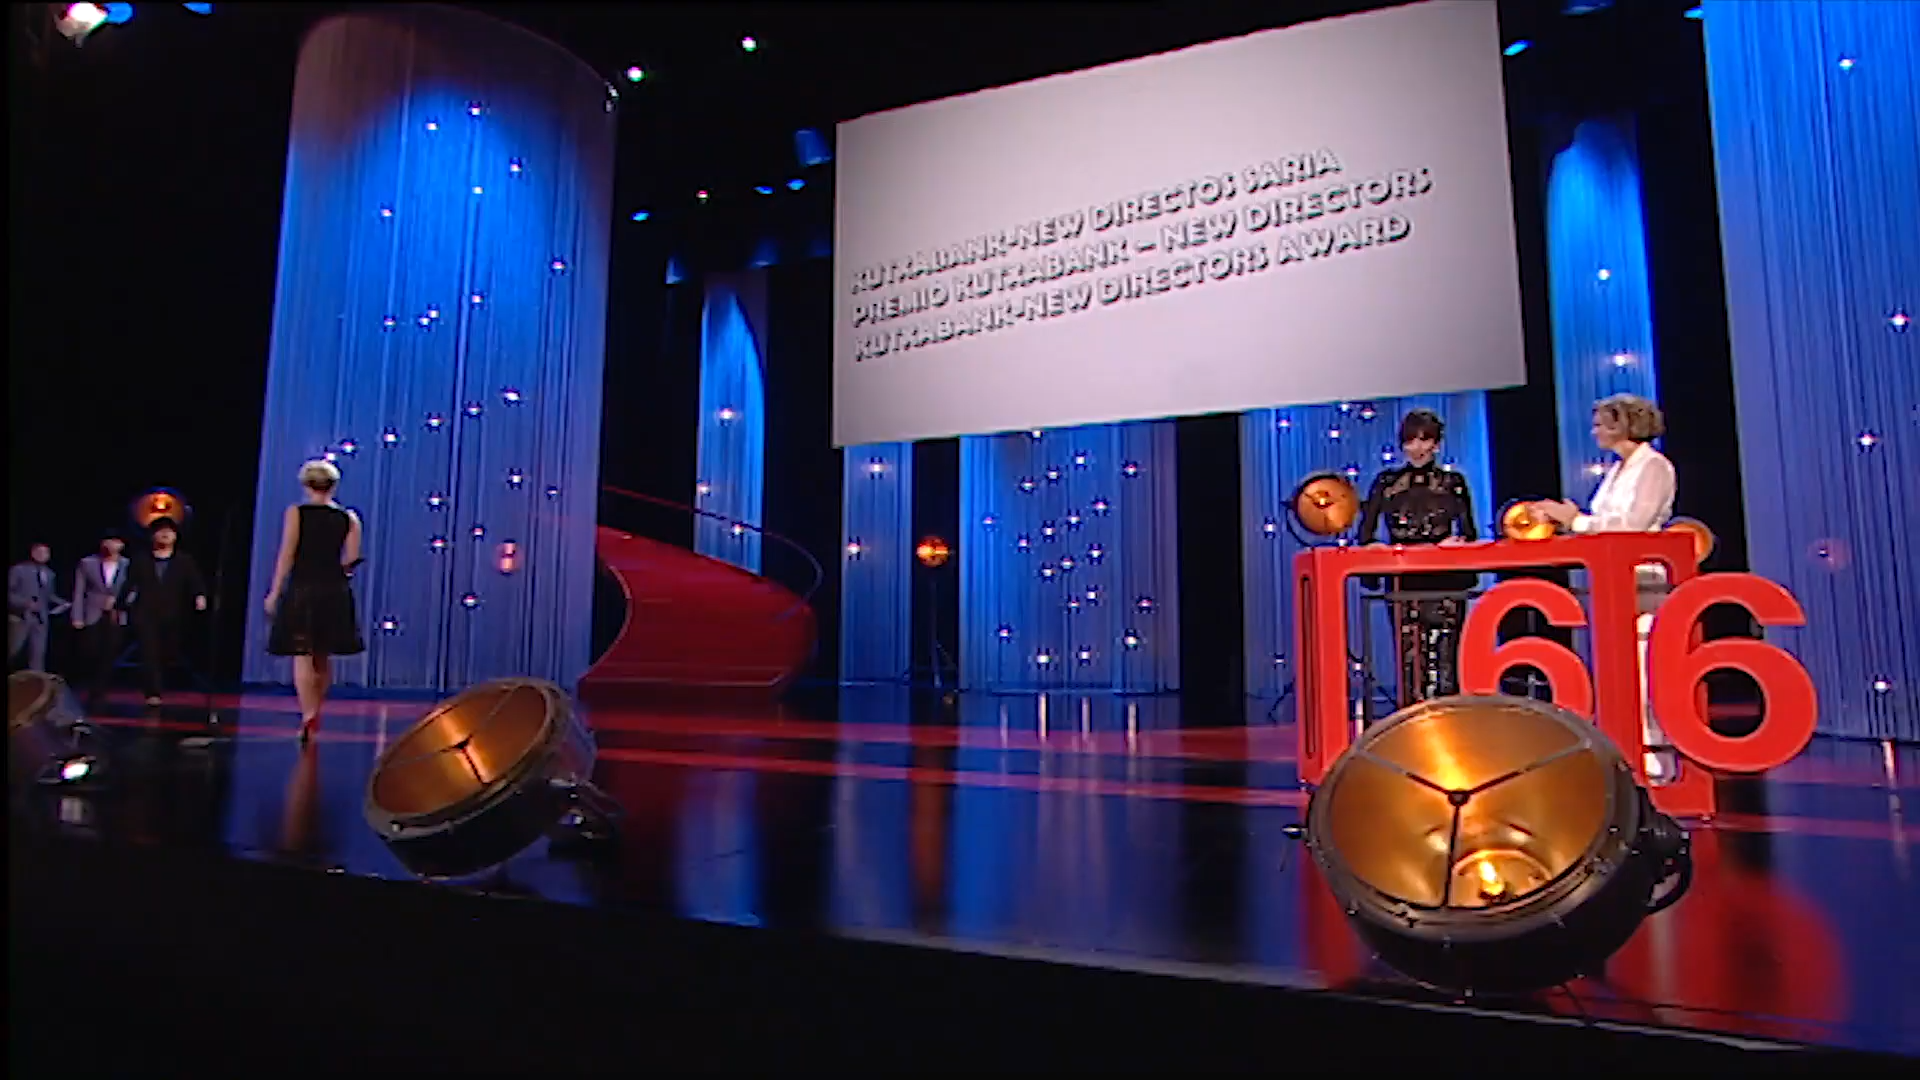 KUTXABANK-NEW DIRECTOS SARIA
PREMIO KUTXABANK – NEW DIRECTORS
KUTXABANK-NEW DIRECTORS AWARD
66